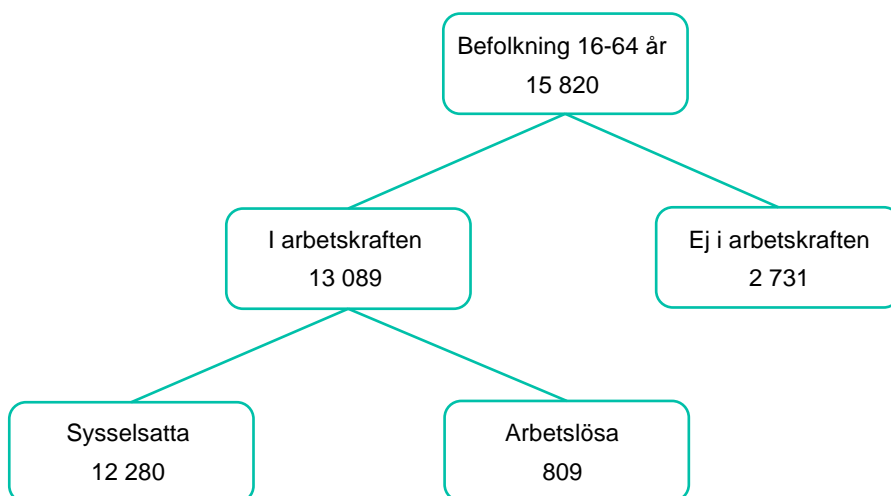 Befolkning 16-64 år
15 820
I arbetskraften
13 089
Ej i arbetskraften
2 731
Sysselsatta
12 280
Arbetslösa
809